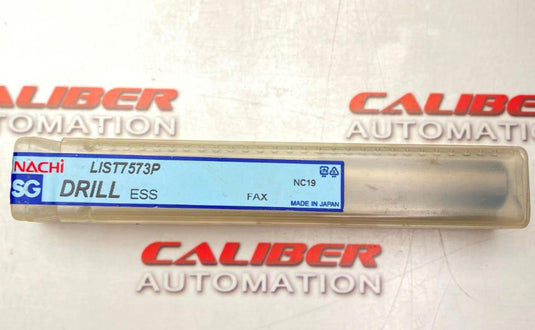 CALIBER
AUTOMATION
CALIBER
AUTOMATION
NACHi LIST7573P
SG DRILL ESS
FAX
NC19
MADE IN JAPAN
CALIBER
AUTOMATION